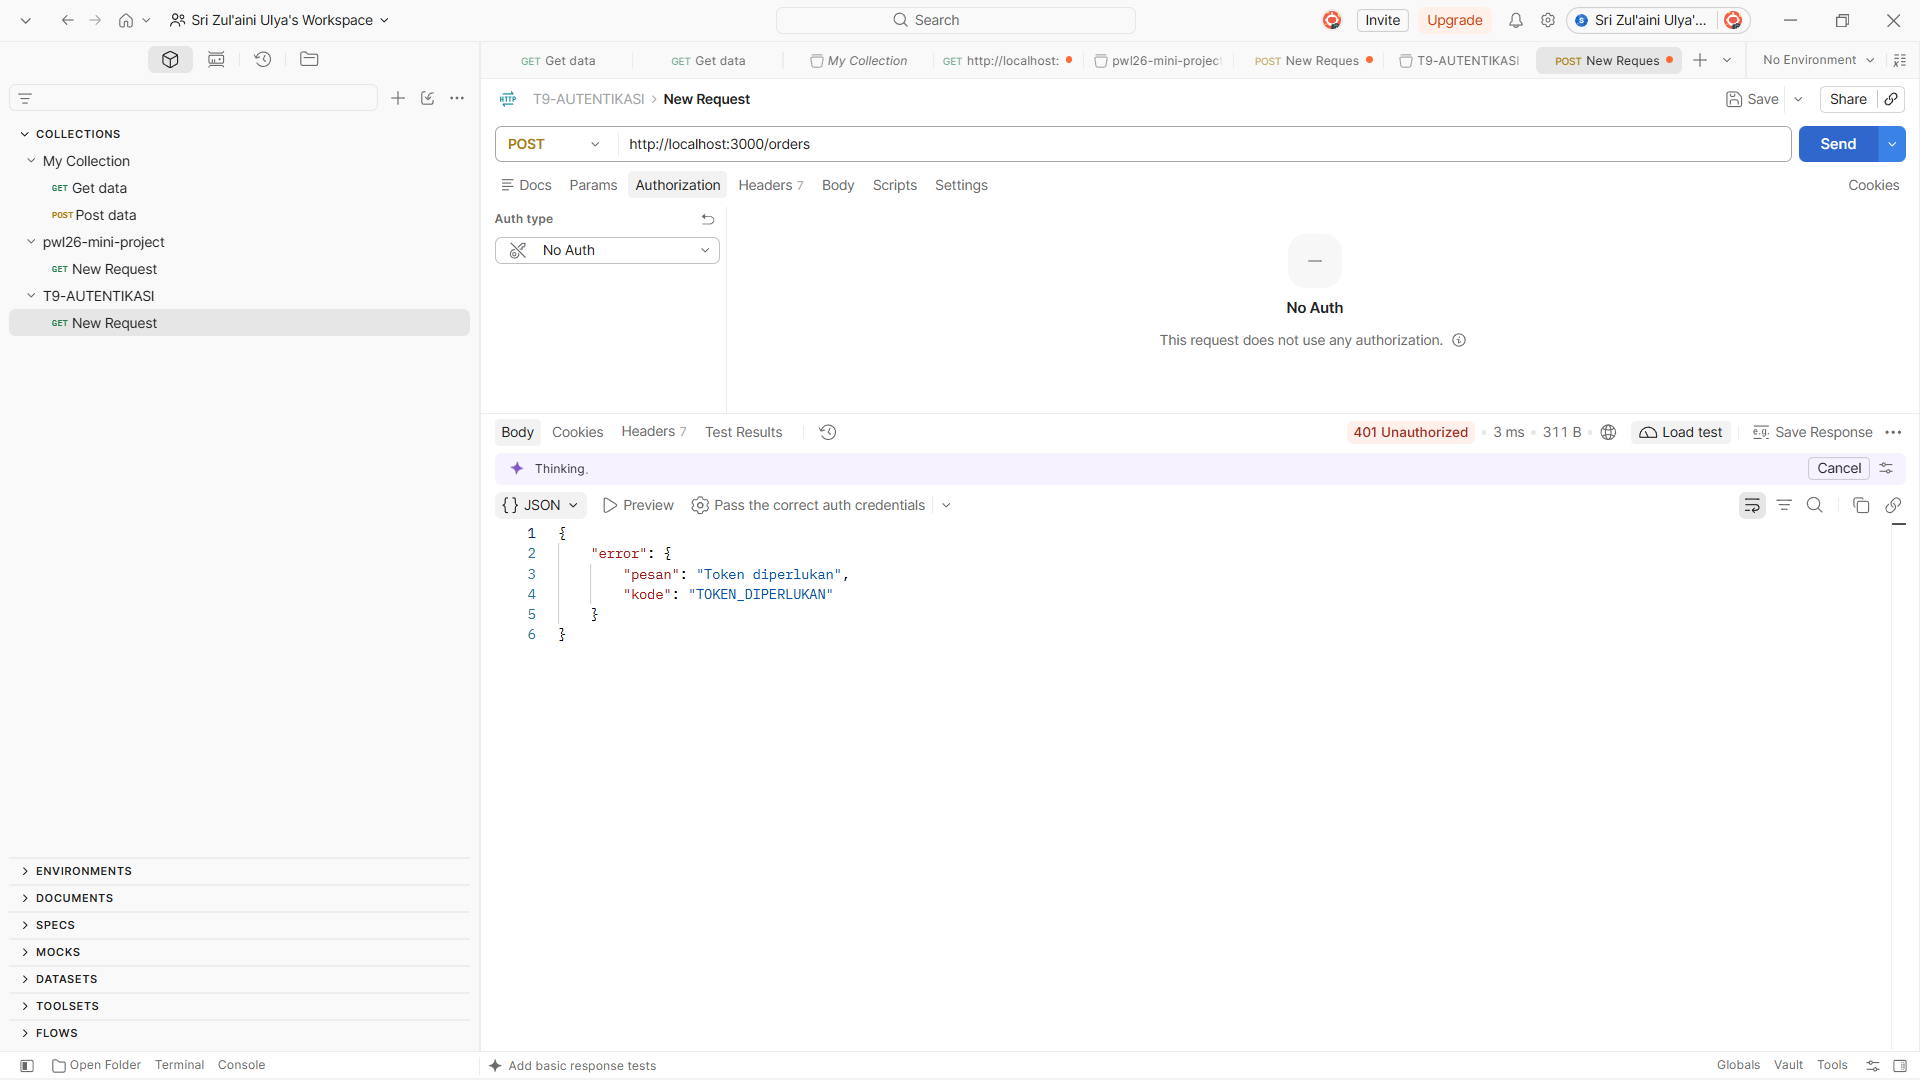 Sri Zul'aini Ulya's Workspace
Search
Invite
Upgrade
S
Sri Zul'aini Ulya'...
GET Get data
GET Get data
My Collection
GET http://localhost:
pwl26-mini-project
POST New Reques
T9-AUTENTIKASI
POST New Reques
No Environment
HTTP
T9-AUTENTIKASI > New Request
Save
Share
COLLECTIONS
My Collection
GET Get data
POST Post data
pwl26-mini-project
GET New Request
T9-AUTENTIKASI
GET New Request
POST
http://localhost:3000/orders
Send
Docs
Params
Authorization
Headers 7
Body
Scripts
Settings
Cookies
Auth type
No Auth
No Auth
This request does not use any authorization.
Body
Cookies
Headers 7
Test Results
401 Unauthorized
3 ms
311 B
Load test
e.g. Save Response
Thinking.
Cancel
{} JSON
Preview
Pass the correct auth credentials
1 {
2 "error": {
3 "pesan": "Token diperlukan",
4 "kode": "TOKEN_DIPERLUKAN"
5 }
6 }
ENVIRONMENTS
DOCUMENTS
SPECS
MOCKS
DATASETS
TOOLSETS
FLOWS
Open Folder
Terminal
Console
Add basic response tests
Globals
Vault
Tools